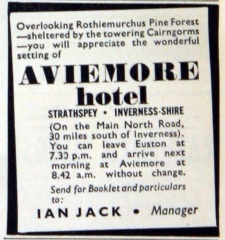 Overlooking Rothiemurchus Pine Forest
—sheltered by the towering Cairngorms
—you will appreciate the wonderful
setting of
AVIEMORE
hotel
STRATHSPEY • INVERNESS-SHIRE
(On the Main North Road,
30 miles south of Inverness).
You can leave Euston at
7.30 p.m. and arrive next
morning at Aviemore at
8.42 a.m. without change.
Send for Booklet and particulars
to:
IAN JACK • Manager